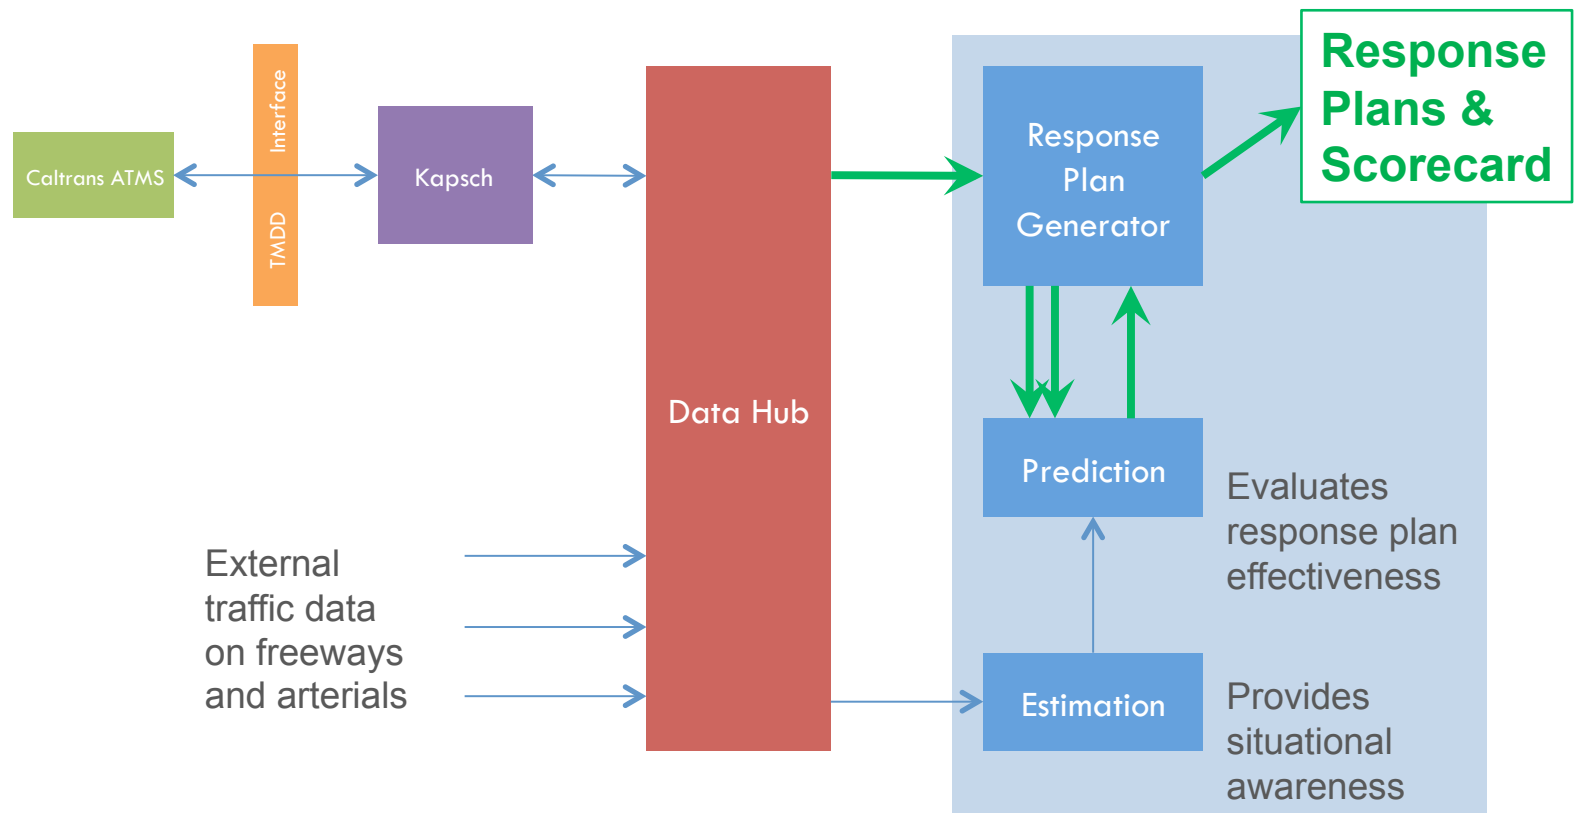 Caltrans ATMS
TMDD Interface
Kapsch
Data Hub
Response
Plan
Generator
Response
Plans &
Scorecard
Prediction
Evaluates
response plan
effectiveness
External
traffic data
on freeways
and arterials
Estimation
Provides
situational
awareness